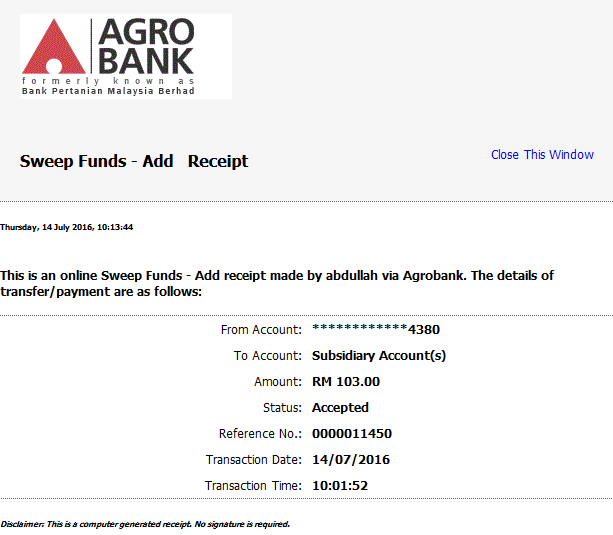 AGRO
BANK
formerly known as
Bank Pertanian Malaysia Berhad
Sweep Funds - Add Receipt
Close This Window
Thursday, 14 July 2016, 10:13:44
This is an online Sweep Funds - Add receipt made by abdullah via Agrobank. The details of
transfer/payment are as follows:
From Account: ************4380
To Account: Subsidiary Account(s)
Amount: RM 103.00
Status: Accepted
Reference No.: 0000011450
Transaction Date: 14/07/2016
Transaction Time: 10:01:52
Disclaimer: This is a computer generated receipt. No signature is required.